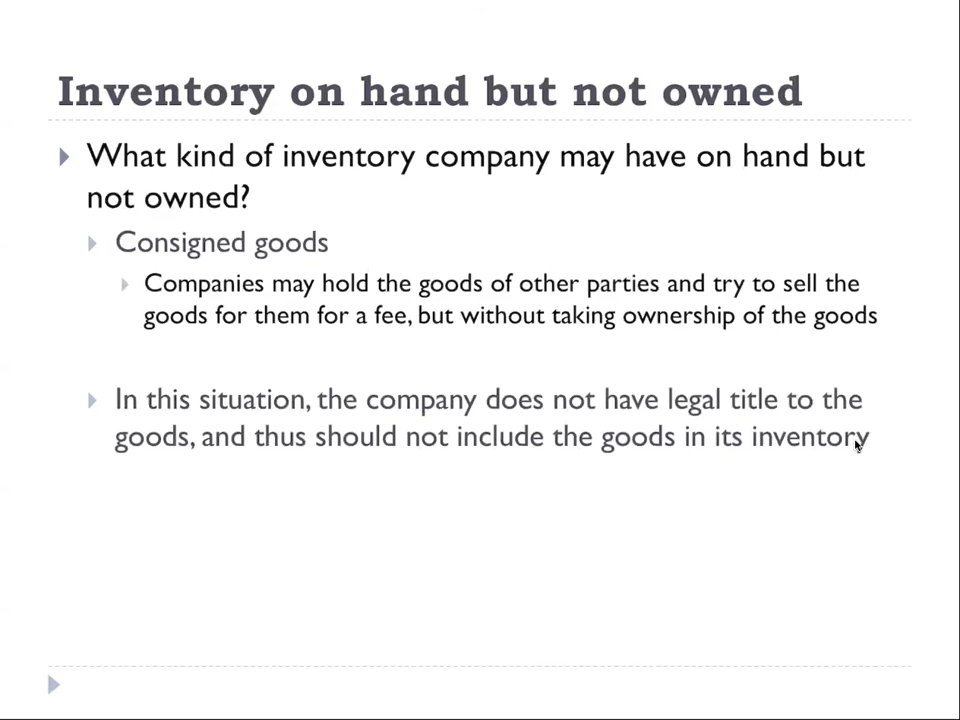 Inventory on hand but not owned
What kind of inventory company may have on hand but
not owned?
Consigned goods
Companies may hold the goods of other parties and try to sell the
goods for them for a fee, but without taking ownership of the goods
In this situation, the company does not have legal title to the
goods, and thus should not include the goods in its inventory